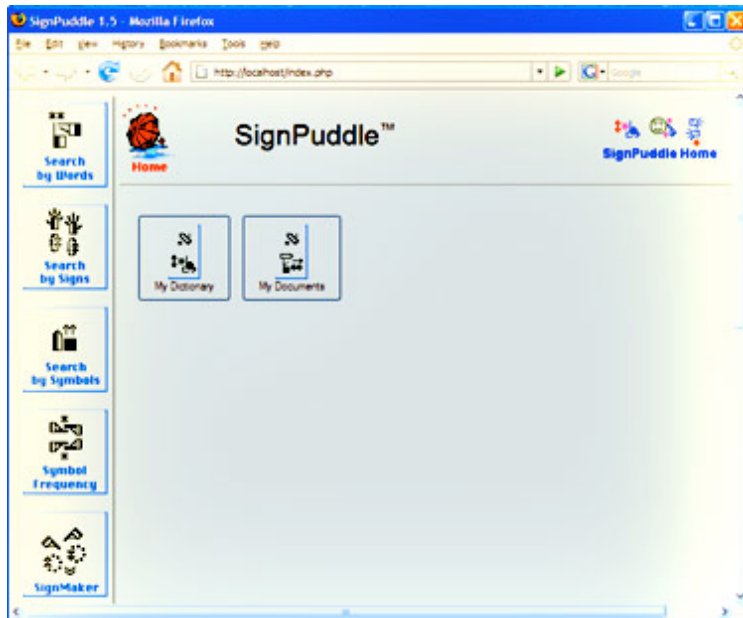 SignPuddle 1.5 - Mozilla Firefox
File Edit View History Bookmarks Tools Help
http://localhost/index.php
Google
Search
by Words
Home
SignPuddle™
SignPuddle Home
Search
by Signs
My Dictionary
My Documents
Search
by Symbols
Symbol
Frequency
SignMaker